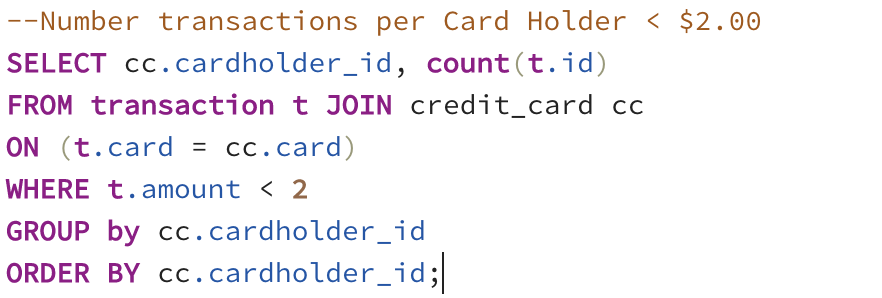 --Number transactions per Card Holder < $2.00
SELECT cc.cardholder_id, count(t.id)
FROM transaction t JOIN credit_card cc
ON (t.card = cc.card)
WHERE t.amount < 2
GROUP by cc.cardholder_id
ORDER BY cc.cardholder_id;